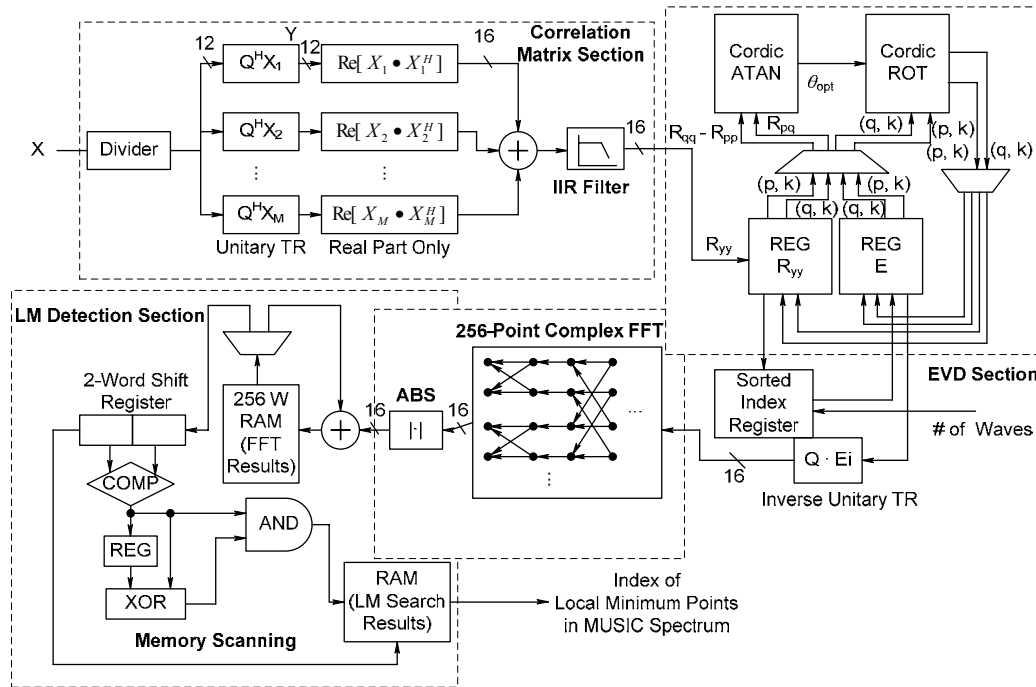 Correlation
Matrix Section
X
Divider
12
Y
12
16
Q^H X_1
Re[ X_1 • X_1^H ]
Q^H X_2
Re[ X_2 • X_2^H ]
⋮
⋮
Q^H X_M
Re[ X_M • X_M^H ]
Unitary TR
Real Part Only
+
IIR Filter
16
Cordic
ATAN
θ_opt
Cordic
ROT
R_qq - R_pp
R_pq
(q, k)
(p, k)
(p, k)
(q, k)
(p, k)
(p, k)
(q, k)
(q, k)
R_yy
REG
R_yy
REG
E
EVD Section
Sorted
Index
Register
# of Waves
Q · Ei
16
Inverse Unitary TR
256-Point Complex FFT
...
⋮
ABS
16
16
|·|
+
LM Detection Section
256 W
RAM
(FFT
Results)
2-Word Shift
Register
COMP
REG
XOR
AND
RAM
(LM Search
Results)
Memory Scanning
Index of
Local Minimum Points
in MUSIC Spectrum